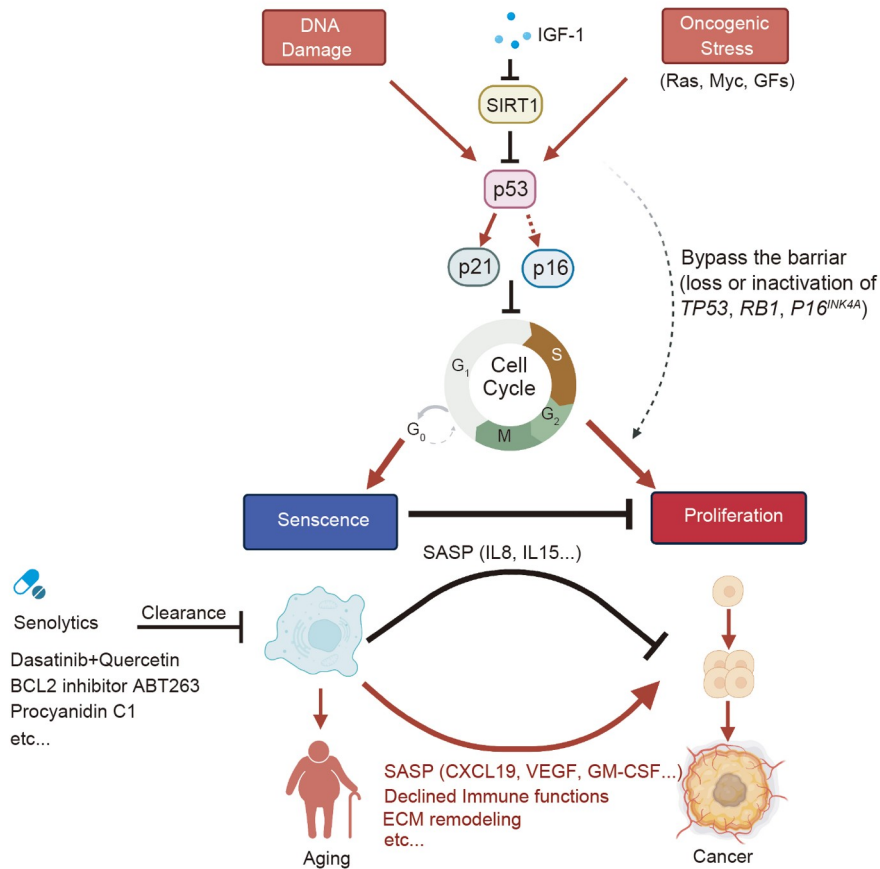 DNA
Damage
IGF-1
Oncogenic
Stress
(Ras, Myc, GFs)
SIRT1
p53
p21
p16
Bypass the barriar
(loss or inactivation of
TP53, RB1, P16^INK4A)
Cell
Cycle
G1
S
G2
M
G0
Senscence
Proliferation
SASP (IL8, IL15...)
Senolytics
Clearance
Dasatinib+Quercetin
BCL2 inhibitor ABT263
Procyanidin C1
etc...
SASP (CXCL19, VEGF, GM-CSF...)
Declined Immune functions
ECM remodeling
etc...
Aging
Cancer